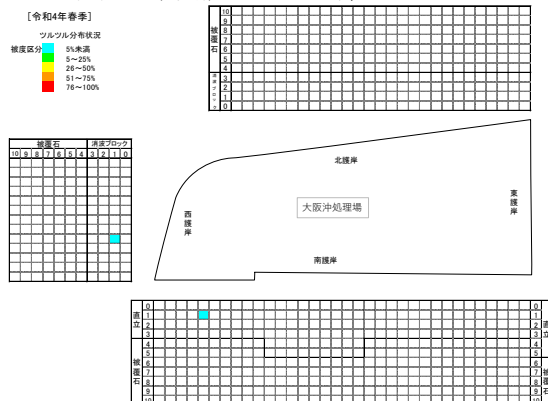 ［令和4年春季］
ツルツル分布状況
被度区分
5%未満
5～25%
26～50%
51～75%
76～100%
被覆石
消波ブロック
10
9
8
7
6
5
4
3
2
1
0
被覆石 消波ブロック
10 9 8 7 6 5 4 3 2 1 0
北護岸
西護岸
大阪沖処理場
東護岸
南護岸
直立
被覆石
0 0
1 1
2 2
3 3
4 4
5 5
6 6
7 7
8 8
9 9
10 10
直立
被覆石